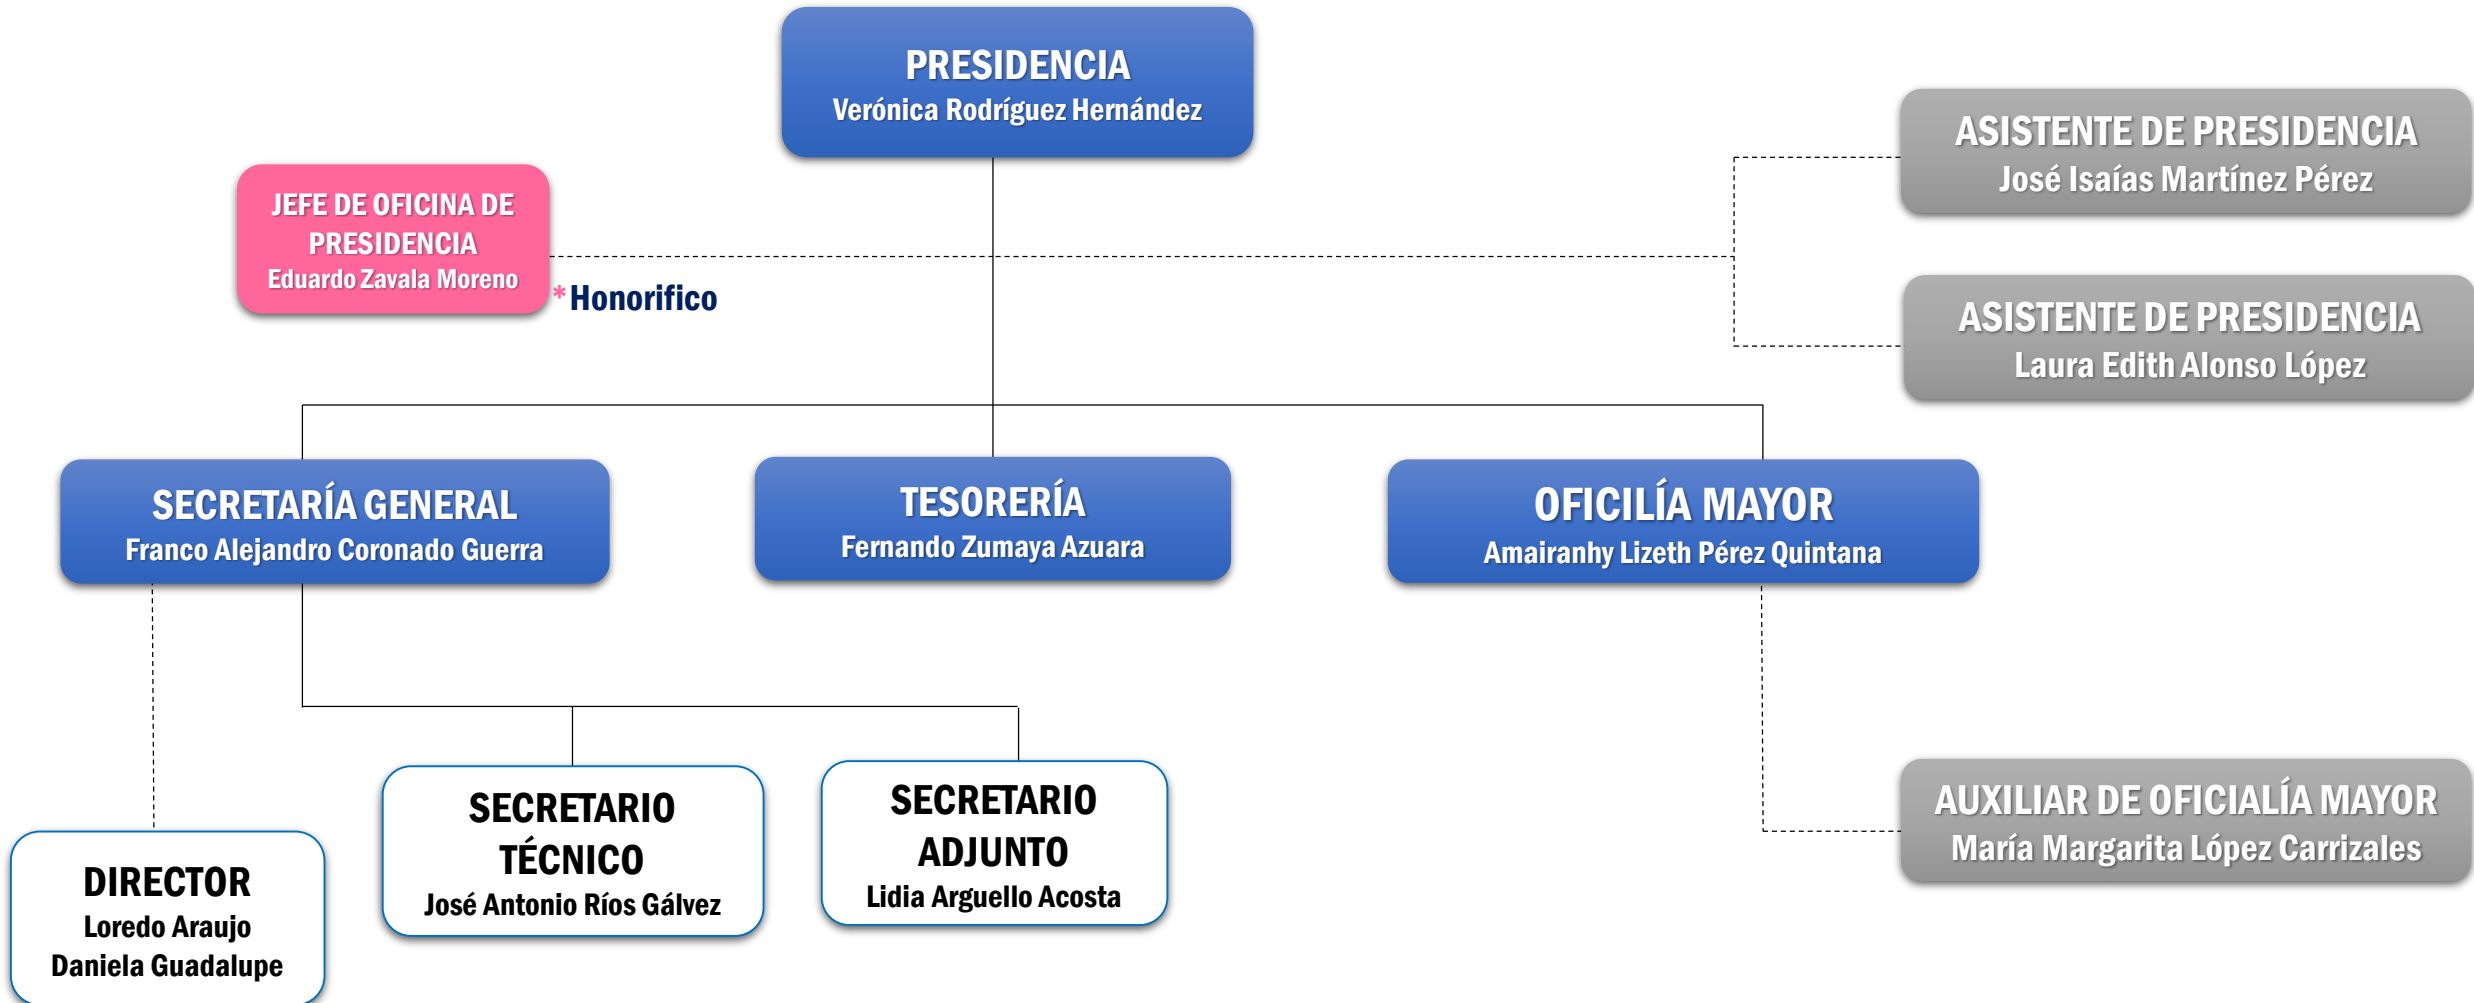 PRESIDENCIA
Verónica Rodríguez Hernández
ASISTENTE DE PRESIDENCIA
José Isaías Martínez Pérez
JEFE DE OFICINA DE
PRESIDENCIA
Eduardo Zavala Moreno
*Honorifico
ASISTENTE DE PRESIDENCIA
Laura Edith Alonso López
SECRETARÍA GENERAL
Franco Alejandro Coronado Guerra
TESORERÍA
Fernando Zumaya Azuara
OFICILÍA MAYOR
Amairanhy Lizeth Pérez Quintana
DIRECTOR
Loredo Araujo
Daniela Guadalupe
SECRETARIO
TÉCNICO
José Antonio Ríos Gálvez
SECRETARIO
ADJUNTO
Lidia Arguello Acosta
AUXILIAR DE OFICIALÍA MAYOR
María Margarita López Carrizales